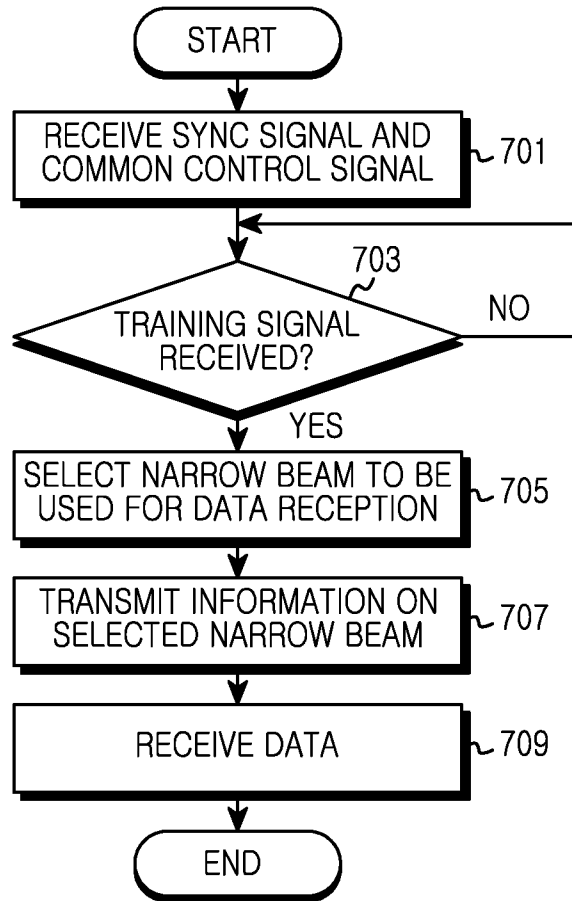 START
RECEIVE SYNC SIGNAL AND
COMMON CONTROL SIGNAL
701
703
TRAINING SIGNAL
RECEIVED?
NO
YES
SELECT NARROW BEAM TO BE
USED FOR DATA RECEPTION
705
TRANSMIT INFORMATION ON
SELECTED NARROW BEAM
707
RECEIVE DATA
709
END